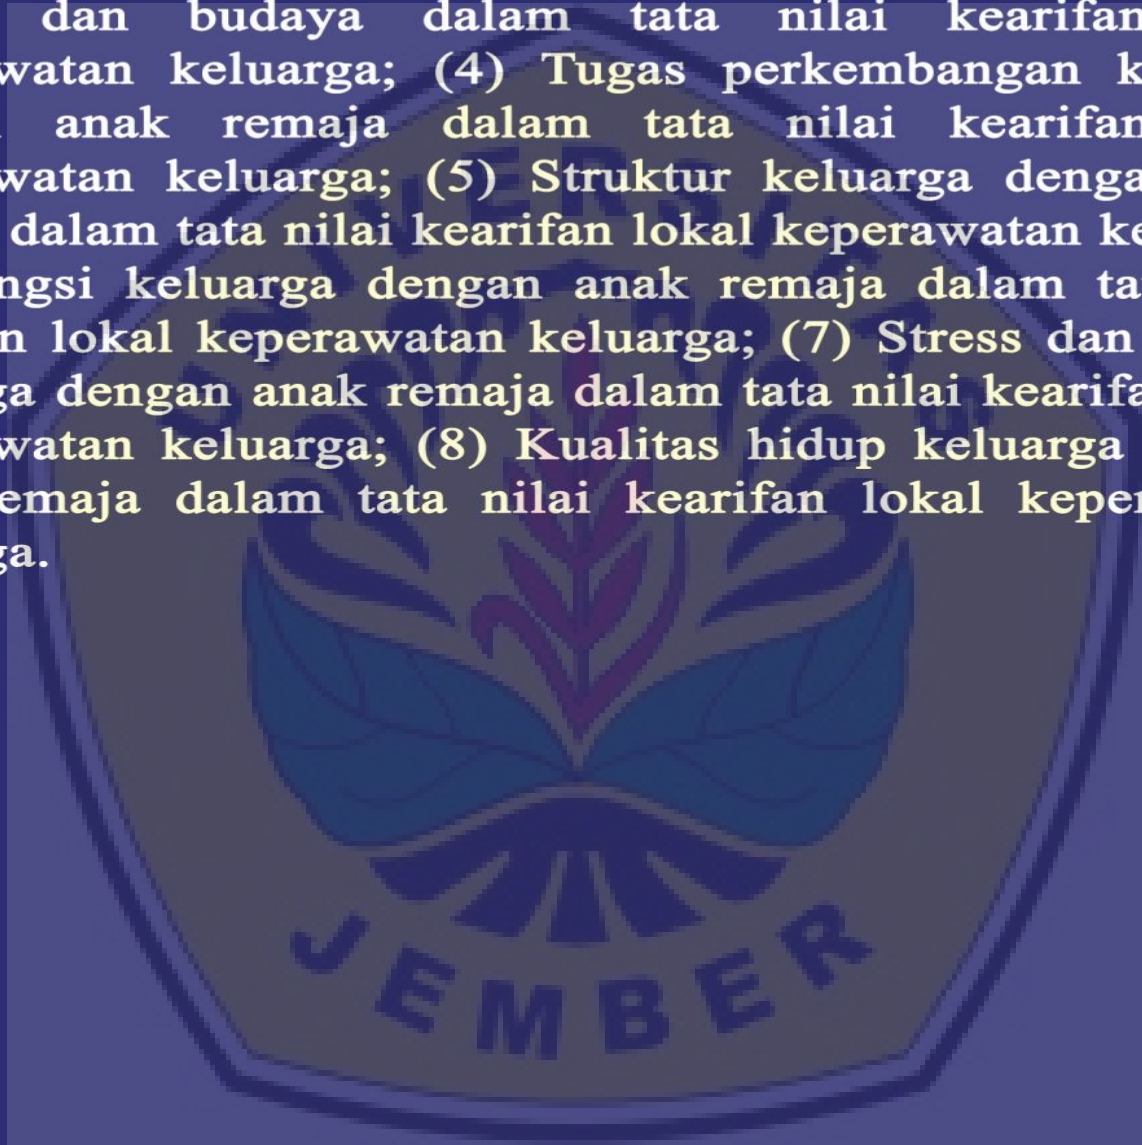 dan budaya dalam tata nilai kearifan
watan keluarga; (4) Tugas perkembangan k
anak remaja dalam tata nilai kearifan
watan keluarga; (5) Struktur keluarga denga
dalam tata nilai kearifan lokal keperawatan ke
ngsi keluarga dengan anak remaja dalam ta
n lokal keperawatan keluarga; (7) Stress dan
ga dengan anak remaja dalam tata nilai kearifa
watan keluarga; (8) Kualitas hidup keluarga
emaja dalam tata nilai kearifan lokal keper
ga.
UNIVERSITAS
JEMBER